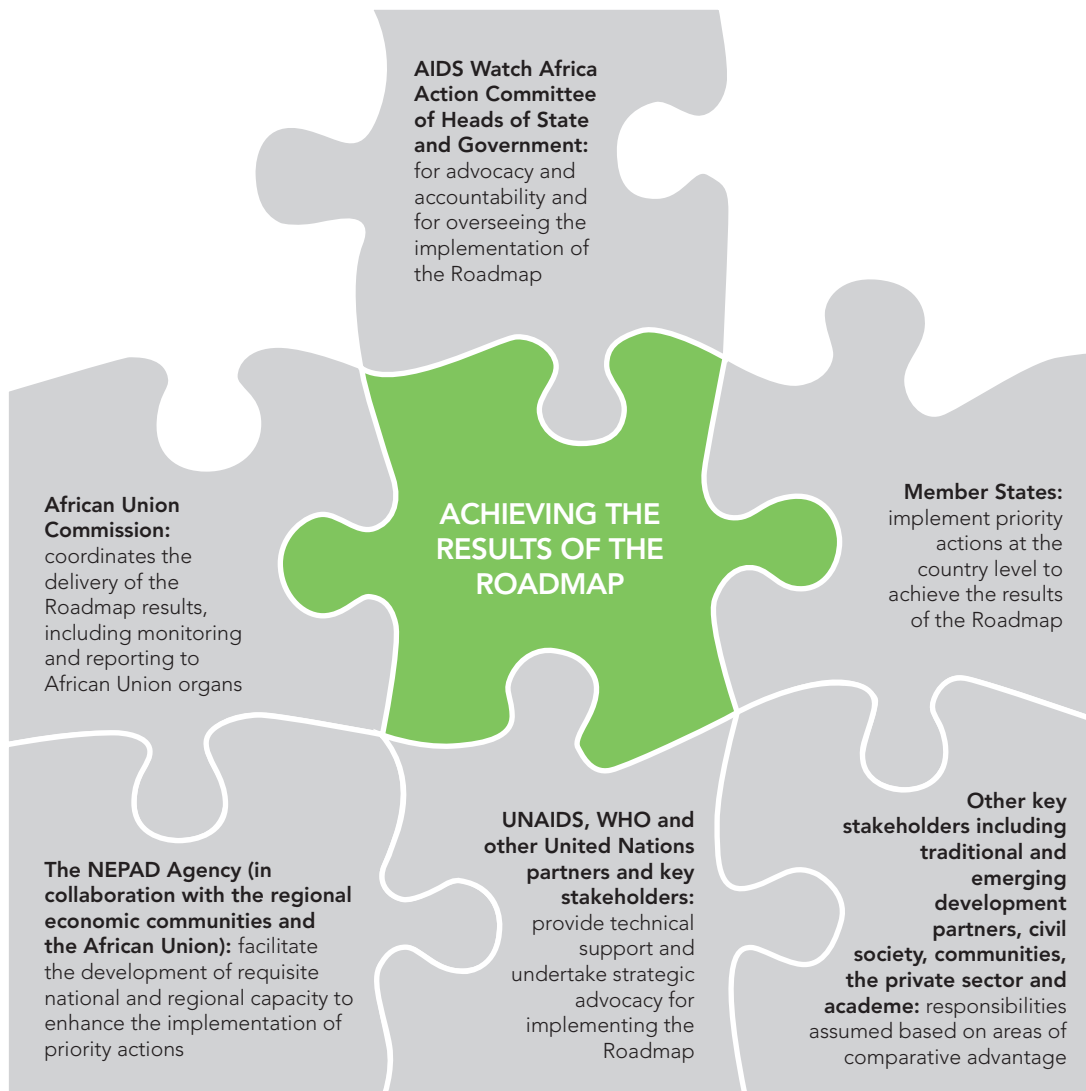 AIDS Watch Africa
Action Committee
of Heads of State
and Government:
for advocacy and
accountability and
for overseeing the
implementation of
the Roadmap
African Union
Commission:
coordinates the
delivery of the
Roadmap results,
including monitoring
and reporting to
African Union organs
ACHIEVING THE
RESULTS OF THE
ROADMAP
Member States:
implement priority
actions at the
country level to
achieve the results
of the Roadmap
The NEPAD Agency (in
collaboration with the regional
economic communities and
the African Union): facilitate
the development of requisite
national and regional capacity to
enhance the implementation of
priority actions
UNAIDS, WHO and
other United Nations
partners and key
stakeholders:
provide technical
support and
undertake strategic
advocacy for
implementing the
Roadmap
Other key
stakeholders including
traditional and
emerging
development
partners, civil
society, communities,
the private sector and
academe: responsibilities
assumed based on areas of
comparative advantage